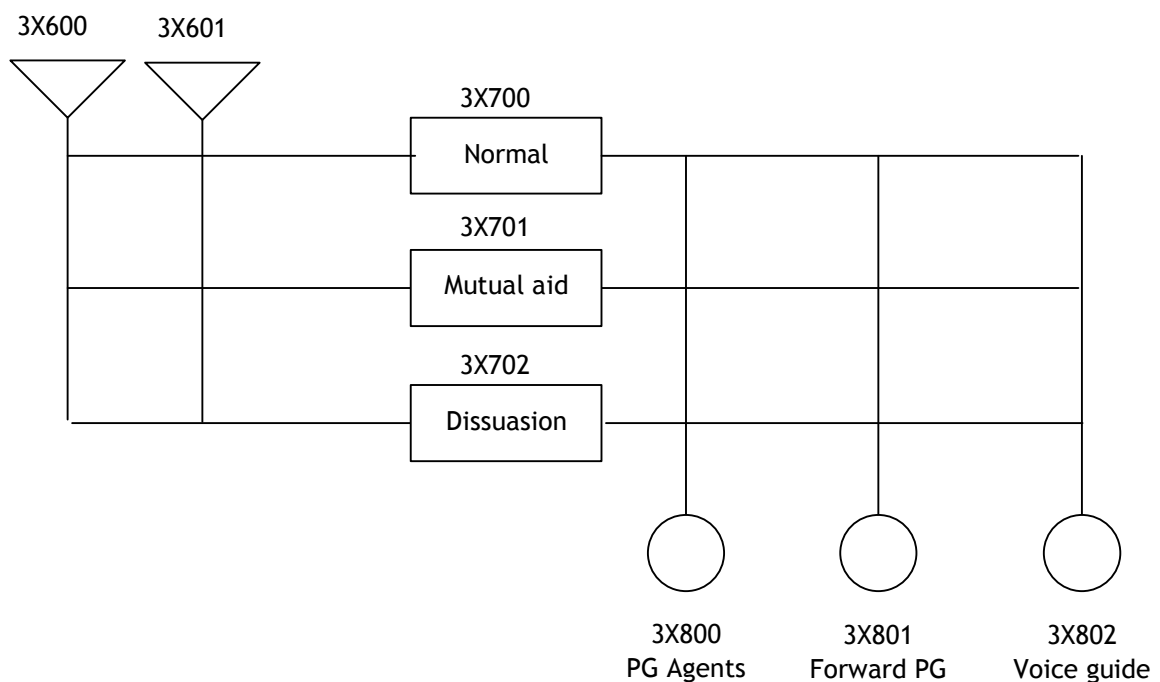 3X600
3X601
3X700
Normal
3X701
Mutual aid
3X702
Dissuasion
3X800
PG Agents
3X801
Forward PG
3X802
Voice guide